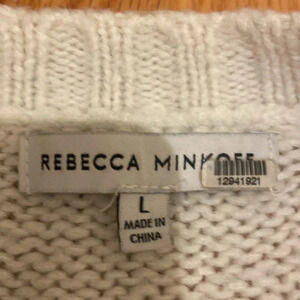 REBECCA MINKOFF
12941921
L
MADE IN
CHINA